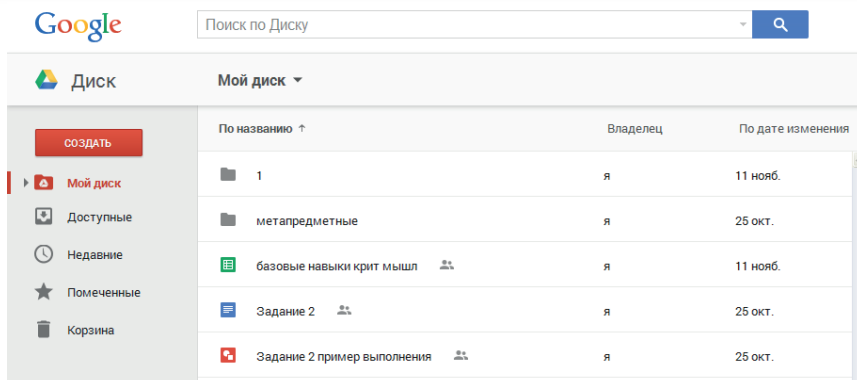 Google
Поиск по Диску
Диск
Мой диск
По названию ↑ Владелец По дате изменения
СОЗДАТЬ
Мой диск
Доступные
Недавние
Помеченные
Корзина
1 я 11 нояб.
метапредметные я 25 окт.
базовые навыки крит мышл я 11 нояб.
Задание 2 я 25 окт.
Задание 2 пример выполнения я 25 окт.